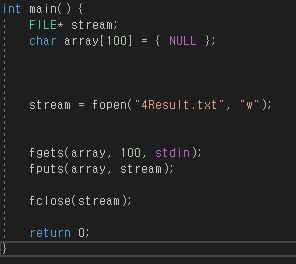 int main() {
FILE* stream;
char array[100] = { NULL };
stream = fopen("4Result.txt", "w");
fgets(array, 100, stdin);
fputs(array, stream);
fclose(stream);
return 0;
}